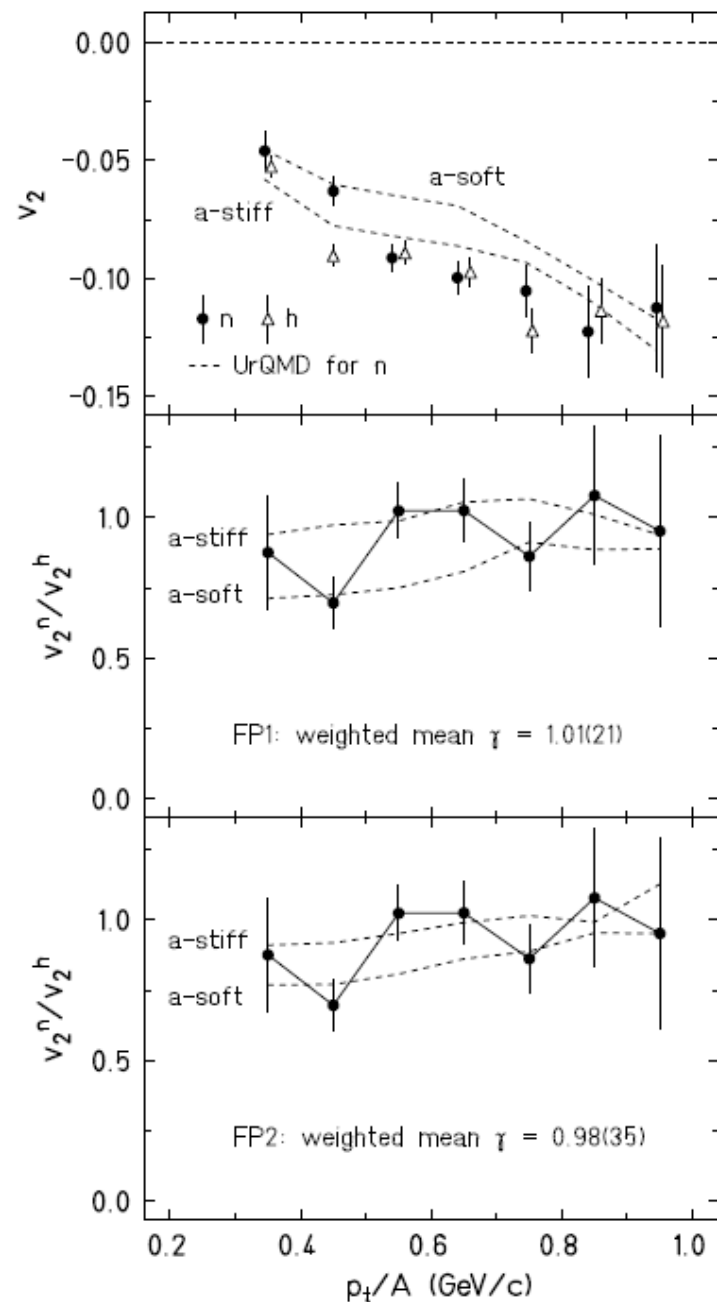 0.00
−0.05
−0.10
−0.15
v₂
a-soft
a-stiff
n h
UrQMD for n
1.0
0.5
0.0
v₂ⁿ/v₂ʰ
a-stiff
a-soft
FP1: weighted mean γ = 1.01(21)
1.0
0.5
0.0
v₂ⁿ/v₂ʰ
a-stiff
a-soft
FP2: weighted mean γ = 0.98(35)
0.2 0.4 0.6 0.8 1.0
pₜ/A (GeV/c)